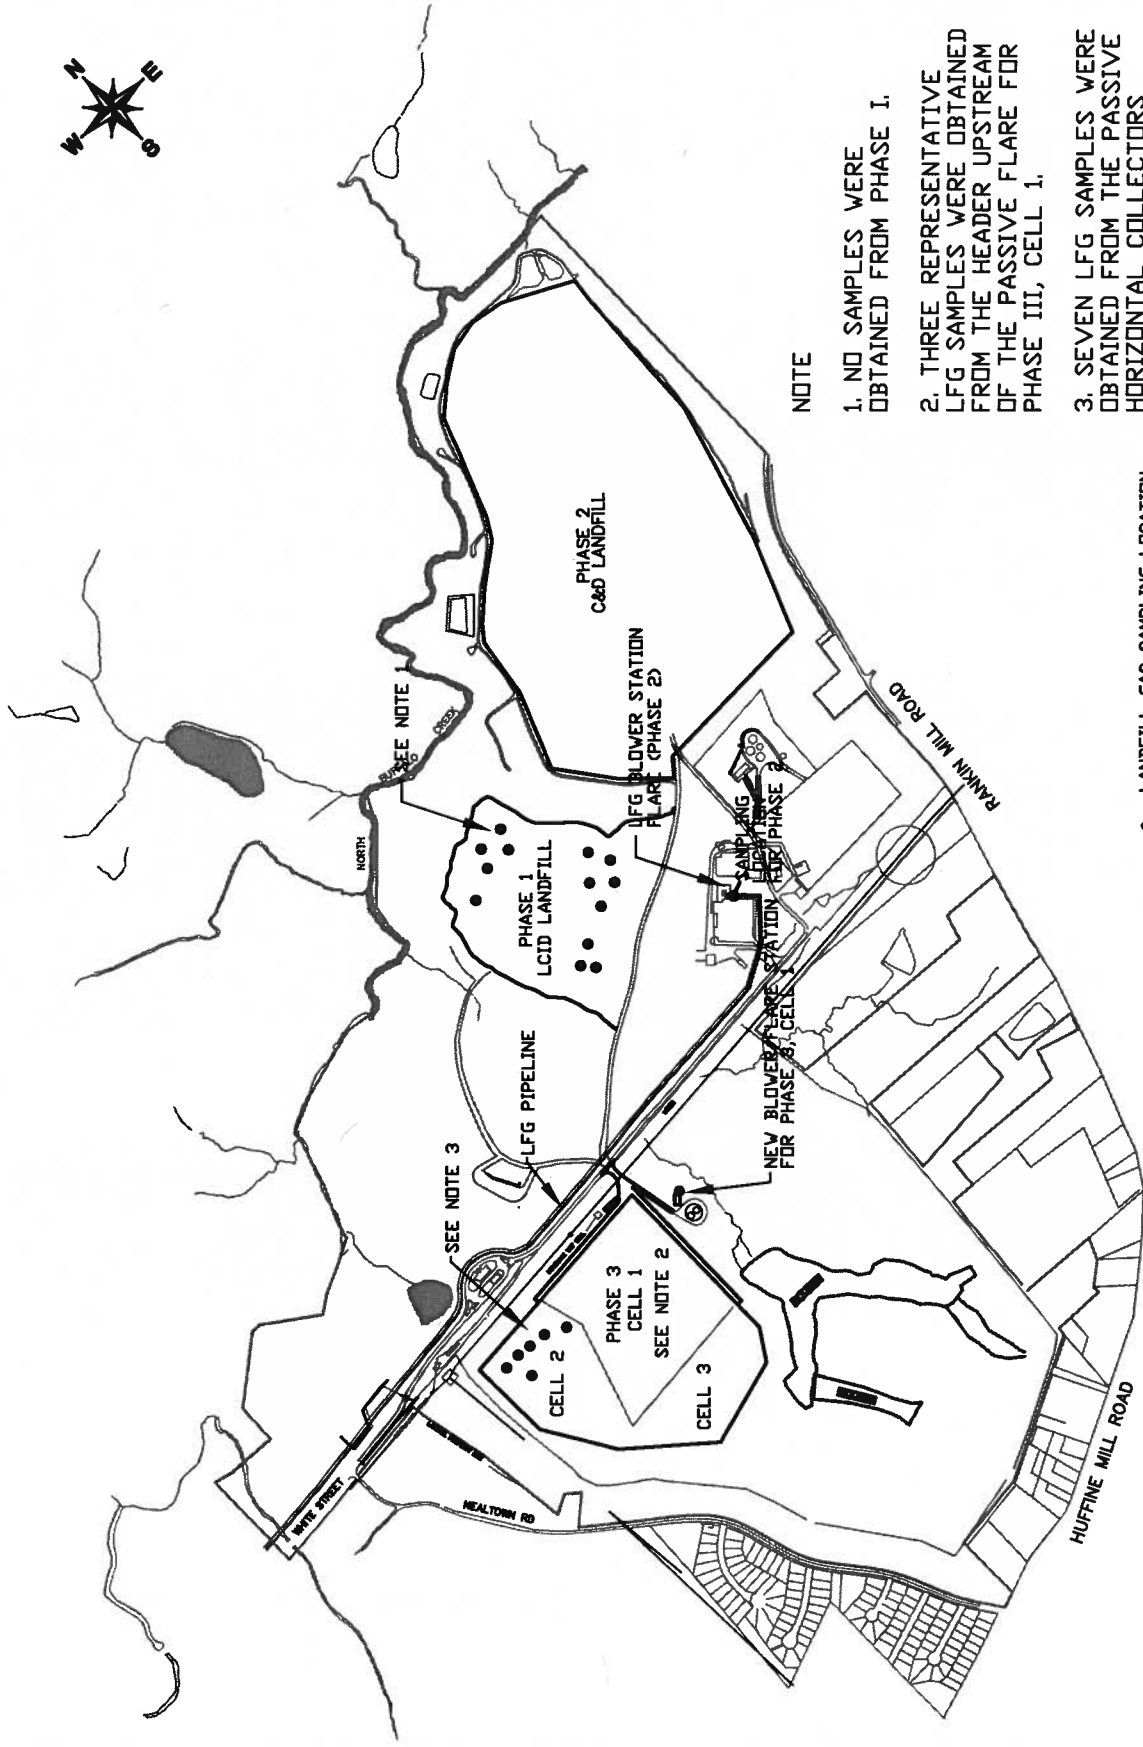 N
E
S
W
SEE NOTE 1
CREEK
NORTH
PHASE 1
LCID LANDFILL
PHASE 2
C&D LANDFILL
LFG BLOWER STATION
FLARE (PHASE 2)
SAMPLING
LOCATION
FOR PHASE 2
LFG PIPELINE
SEE NOTE 3
NEW BLOWER/FLARE STATION
FOR PHASE 3, CELL 1
PHASE 3
CELL 1
SEE NOTE 2
CELL 2
CELL 3
WHITE STREET
NEALTOWN RD
RANKIN MILL ROAD
HUFFINE MILL ROAD
NOTE
1. NO SAMPLES WERE
OBTAINED FROM PHASE I.
2. THREE REPRESENTATIVE
LFG SAMPLES WERE OBTAINED
FROM THE HEADER UPSTREAM
OF THE PASSIVE FLARE FOR
PHASE III, CELL 1.
3. SEVEN LFG SAMPLES WERE
OBTAINED FROM THE PASSIVE
HORIZONTAL COLLECTORS